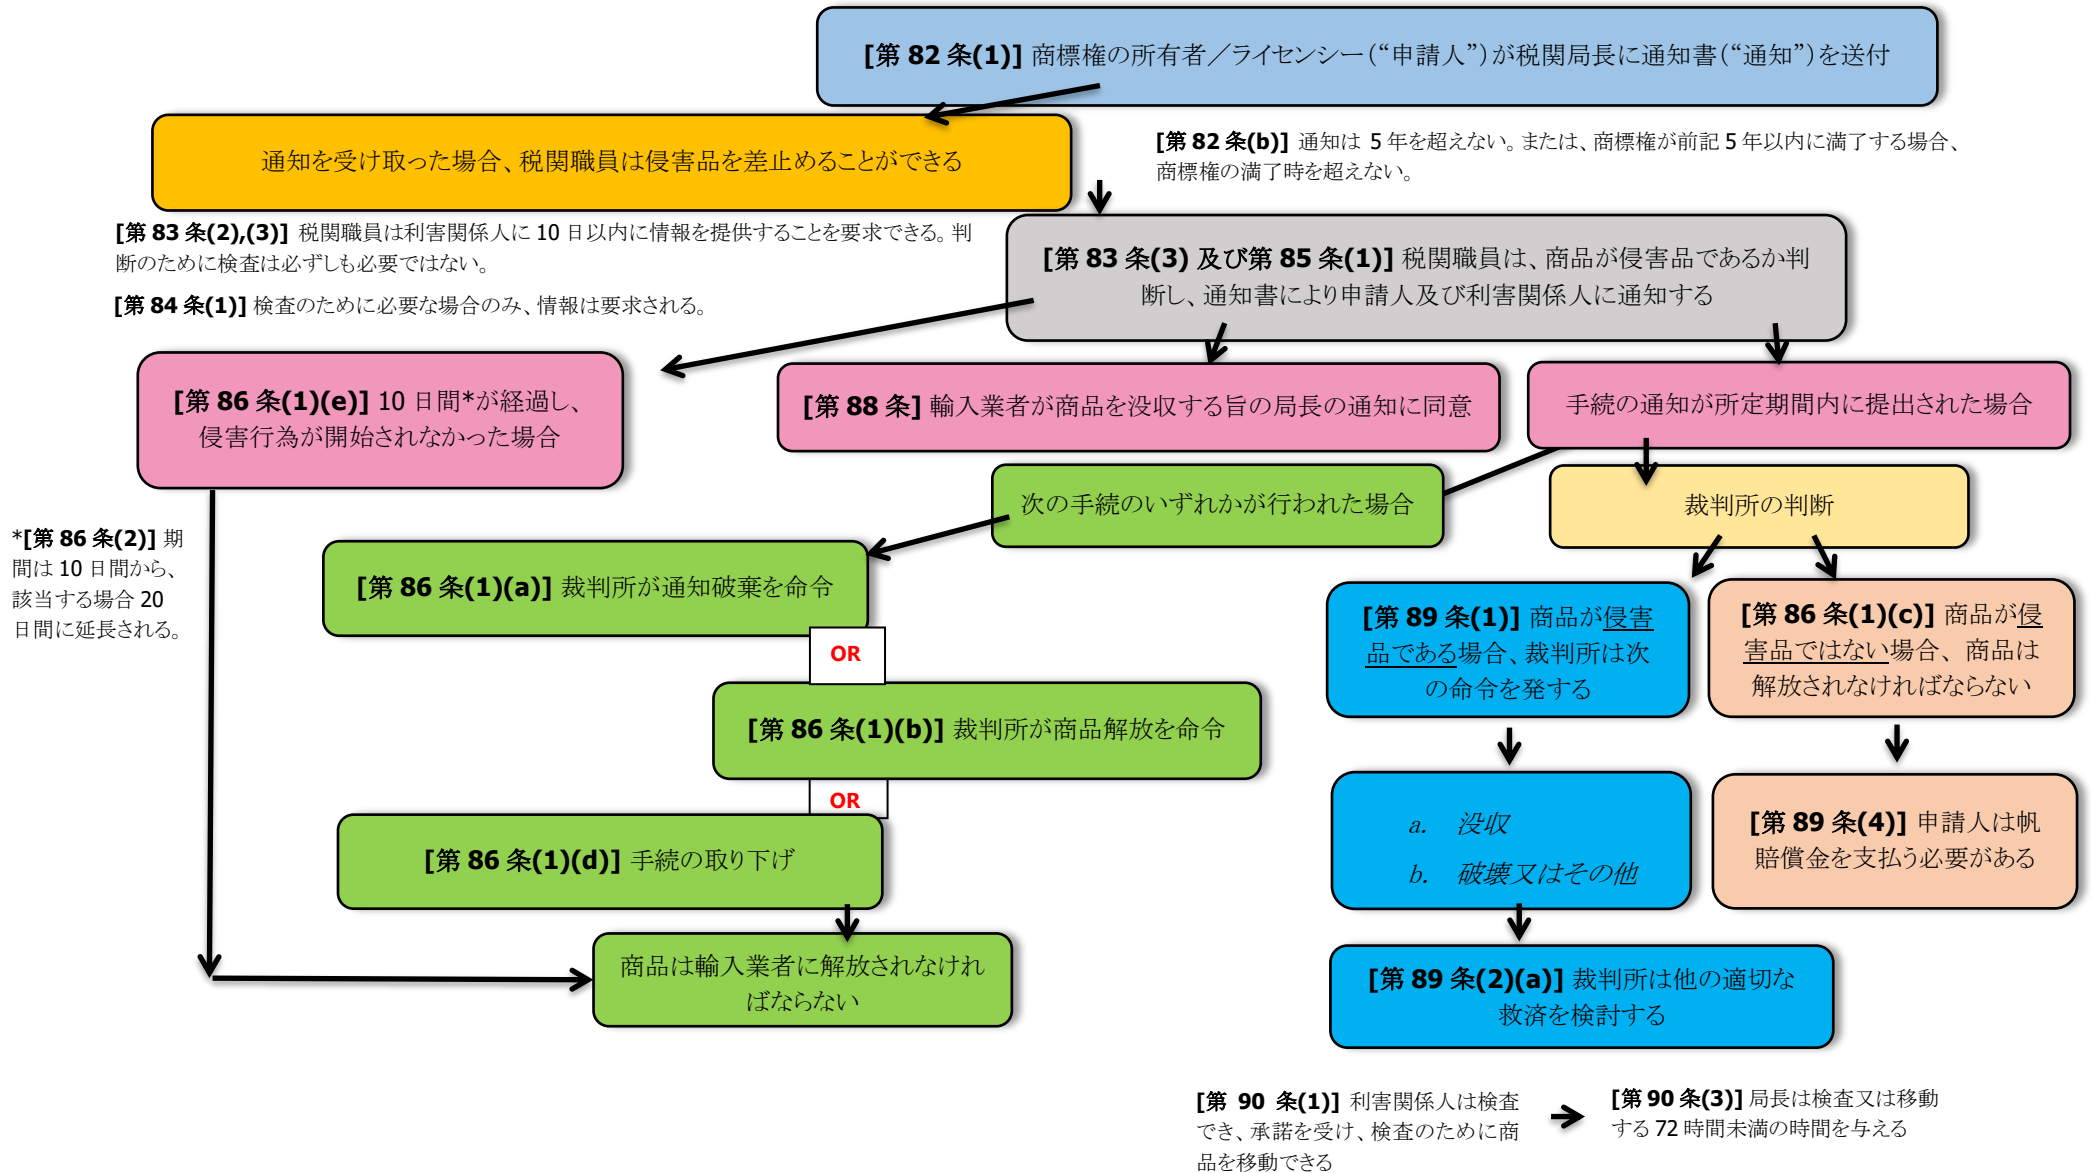 [第 82 条(1)] 商標権の所有者／ライセンシー（“申請人”）が税関局長に通知書（“通知”）を送付
通知を受け取った場合、税関職員は侵害品を差止めることができる
[第 82 条(b)] 通知は 5 年を超えない。または、商標権が前記 5 年以内に満了する場合、
商標権の満了時を超えない。
[第 83 条(2),(3)] 税関職員は利害関係人に 10 日以内に情報を提供することを要求できる。判
断のために検査は必ずしも必要ではない。
[第 84 条(1)] 検査のために必要な場合のみ、情報は要求される。
[第 83 条(3) 及び第 85 条(1)] 税関職員は、商品が侵害品であるか判
断し、通知書により申請人及び利害関係人に通知する
[第 86 条(1)(e)] 10 日間*が経過し、
侵害行為が開始されなかった場合
[第 88 条] 輸入業者が商品を没収する旨の局長の通知に同意
手続の通知が所定期間内に提出された場合
次の手続のいずれかが行われた場合
裁判所の判断
*[第 86 条(2)] 期
間は 10 日間から、
該当する場合 20
日間に延長される。
[第 86 条(1)(a)] 裁判所が通知破棄を命令
OR
[第 86 条(1)(b)] 裁判所が商品解放を命令
OR
[第 86 条(1)(d)] 手続の取り下げ
商品は輸入業者に解放されなけれ
ばならない
[第 89 条(1)] 商品が侵害
品である場合、裁判所は次
の命令を発する
[第 86 条(1)(c)] 商品が侵
害品ではない場合、商品は
解放されなければならない
a. 没収
b. 破壊又はその他
[第 89 条(4)] 申請人は帆
賠償金を支払う必要がある
[第 89 条(2)(a)] 裁判所は他の適切な
救済を検討する
[第 90 条(1)] 利害関係人は検査
でき、承諾を受け、検査のために商
品を移動できる
[第 90 条(3)] 局長は検査又は移動
する 72 時間未満の時間を与える